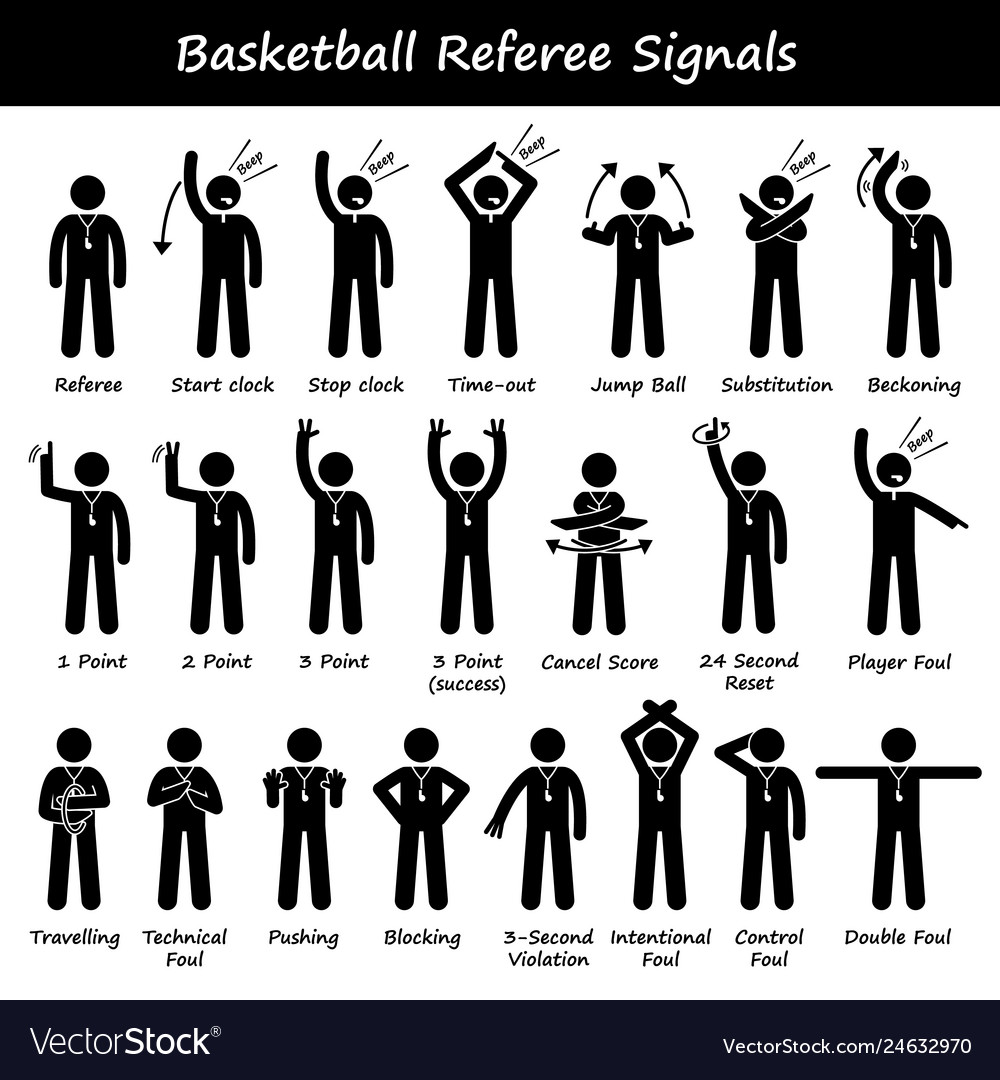 Basketball Referee Signals
Beep Beep Beep Beep
Referee Start clock Stop clock Time-out Jump Ball Substitution Beckoning
Beep
1 Point 2 Point 3 Point 3 Point (success) Cancel Score 24 Second Reset Player Foul
Travelling Technical Foul Pushing Blocking 3-Second Violation Intentional Foul Control Foul Double Foul
VectorStock® VectorStock.com/24632970